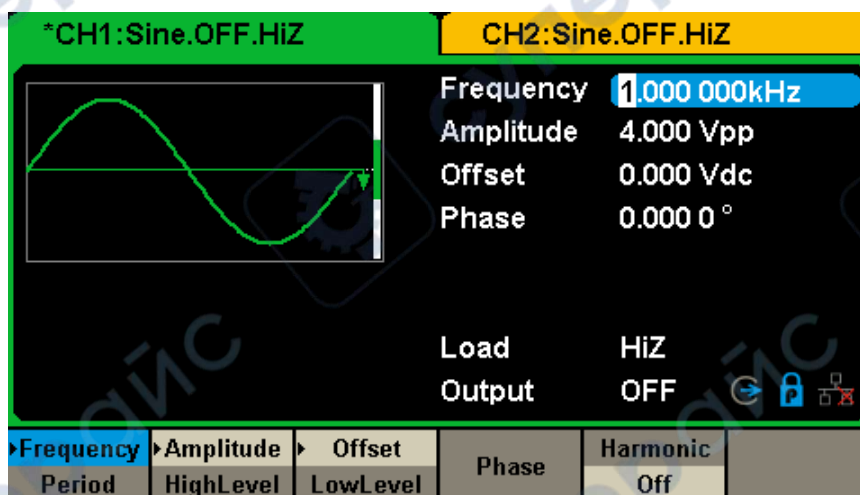 *CH1:Sine.OFF.HiZ
CH2:Sine.OFF.HiZ
Frequency 1.000 000kHz
Amplitude 4.000 Vpp
Offset 0.000 Vdc
Phase 0.000 0 °
Load HiZ
Output OFF
P
Frequency Amplitude Offset Phase Harmonic
Period HighLevel LowLevel Off